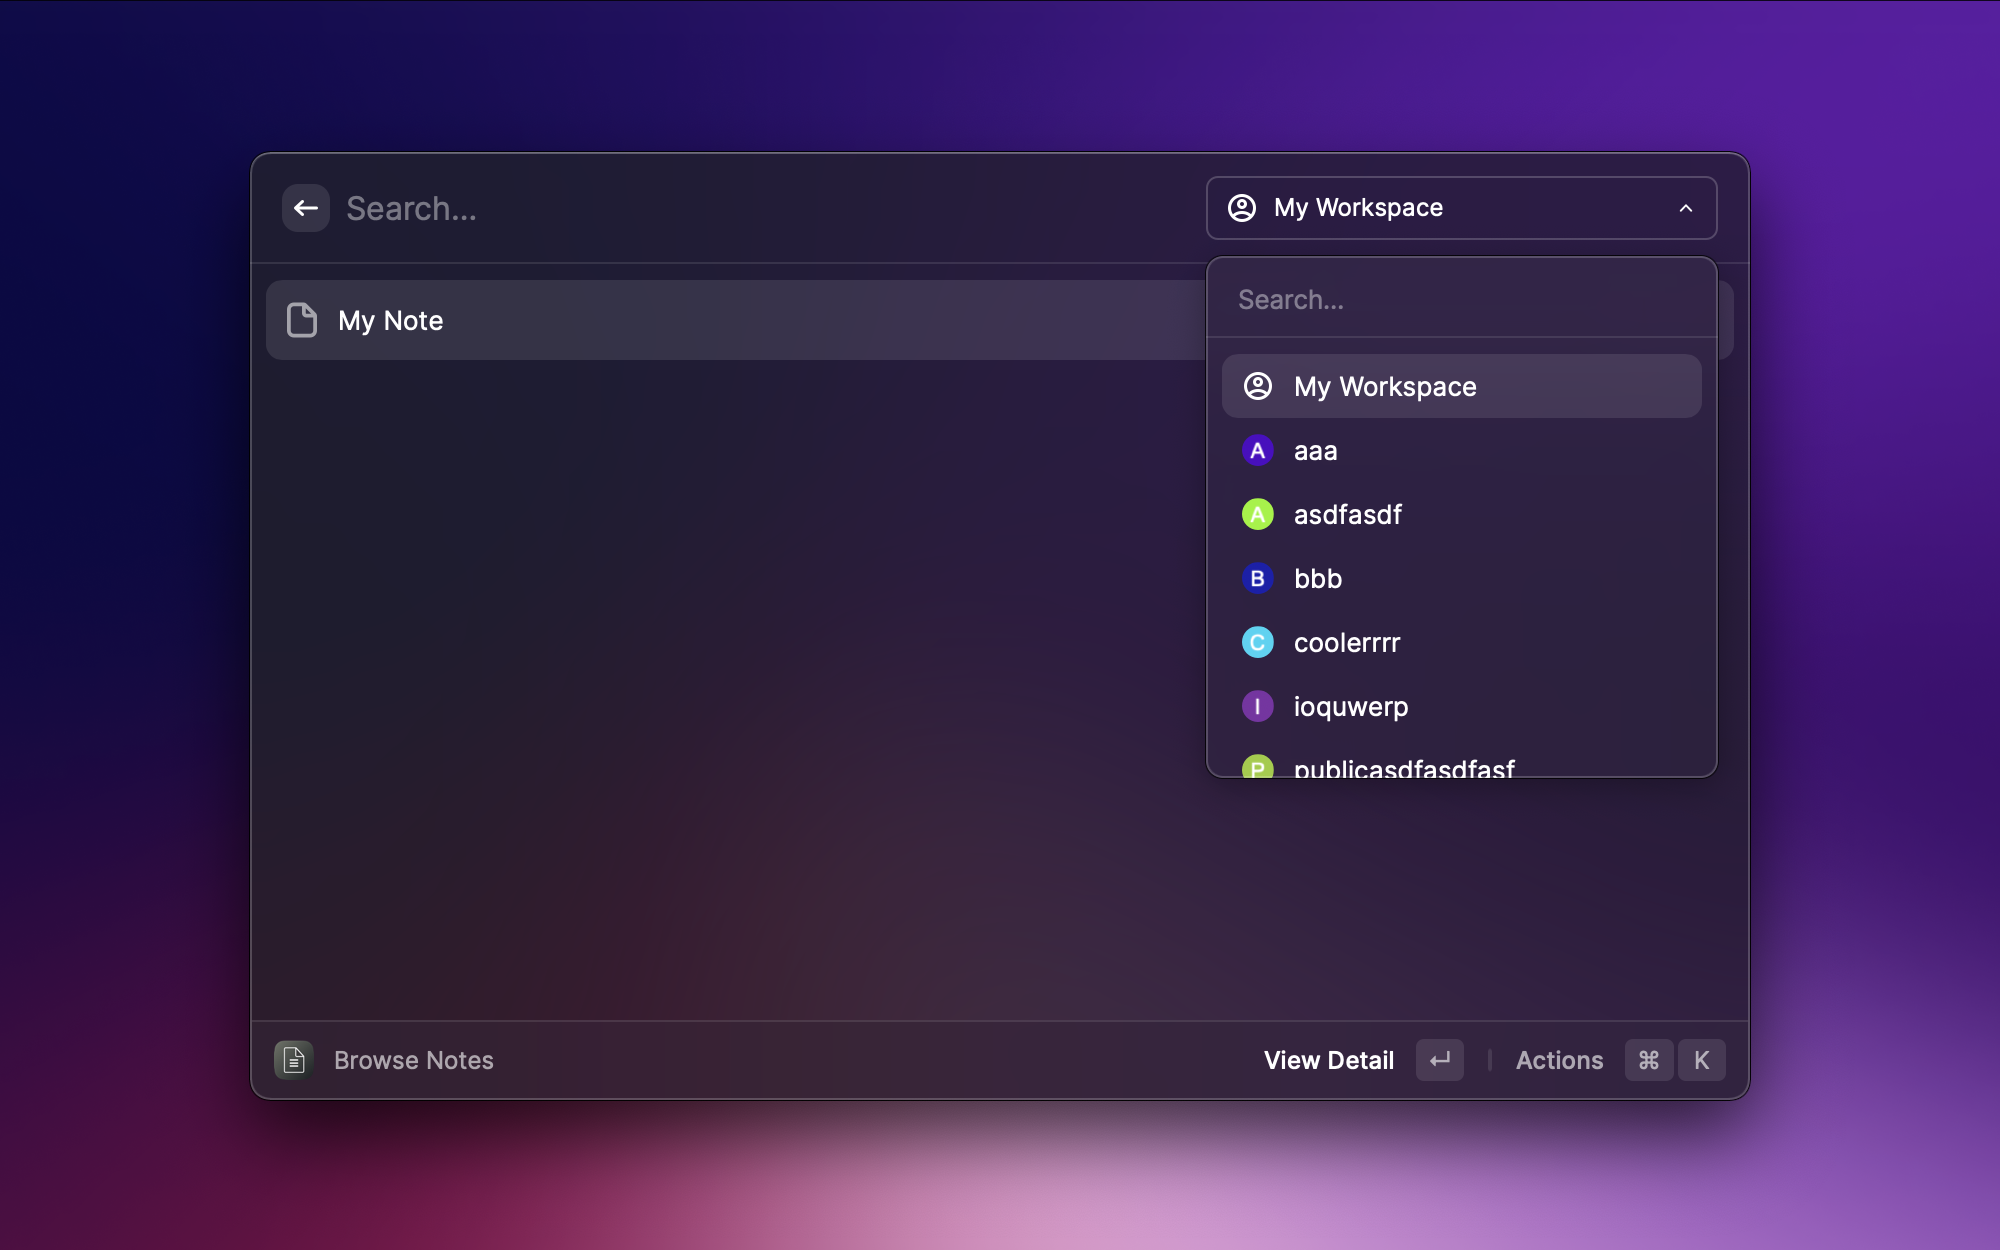 Search...
My Workspace
My Note
Search...
My Workspace
A aaa
A asdfasdf
B bbb
C coolerrrr
I ioquwerp
P publicasdfasdfasf
Browse Notes
View Detail ↵ | Actions ⌘ K